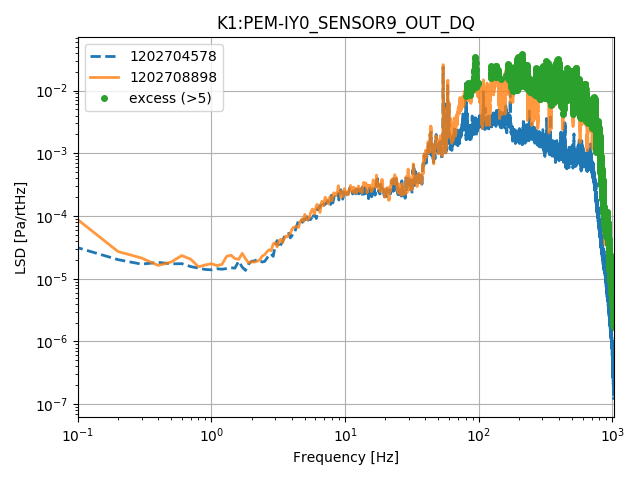 K1:PEM-IY0_SENSOR9_OUT_DQ
1202704578
1202708898
excess (>5)
LSD [Pa/rtHz]
10⁻²
10⁻³
10⁻⁴
10⁻⁵
10⁻⁶
10⁻⁷
10⁻¹ 10⁰ 10¹ 10² 10³
Frequency [Hz]